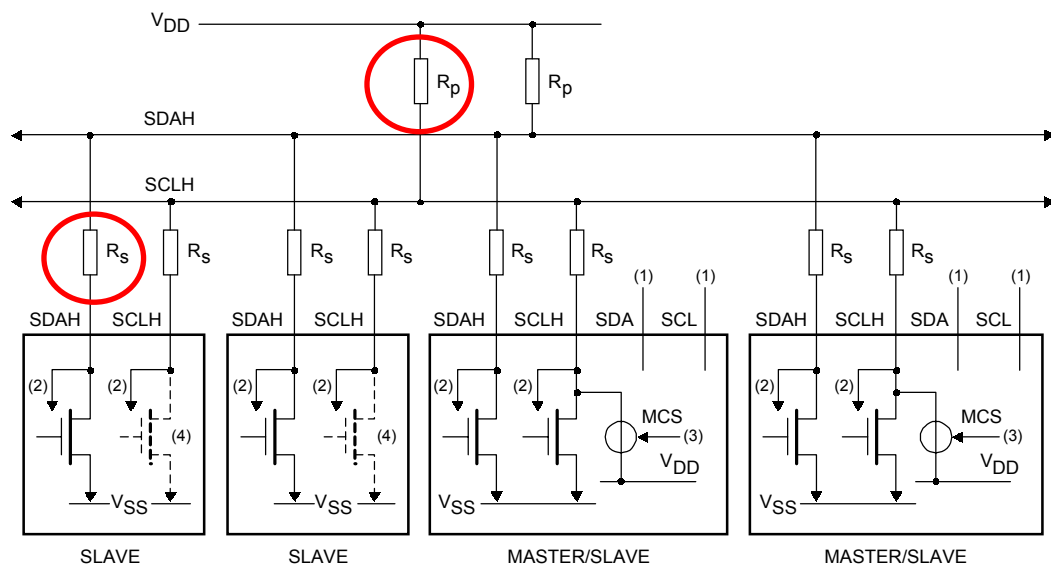 VDD
Rp Rp
SDAH
SCLH
Rs Rs Rs Rs Rs Rs Rs Rs
(1) (1) (1) (1)
SDAH SCLH SDAH SCLH SDAH SCLH SDA SCL SDAH SCLH SDA SCL
(2) (2) (2) (2) (2) (2) (2) (2)
MCS MCS
(4) (4) (3) (3)
VDD VDD
VSS VSS VSS VSS
SLAVE SLAVE MASTER/SLAVE MASTER/SLAVE